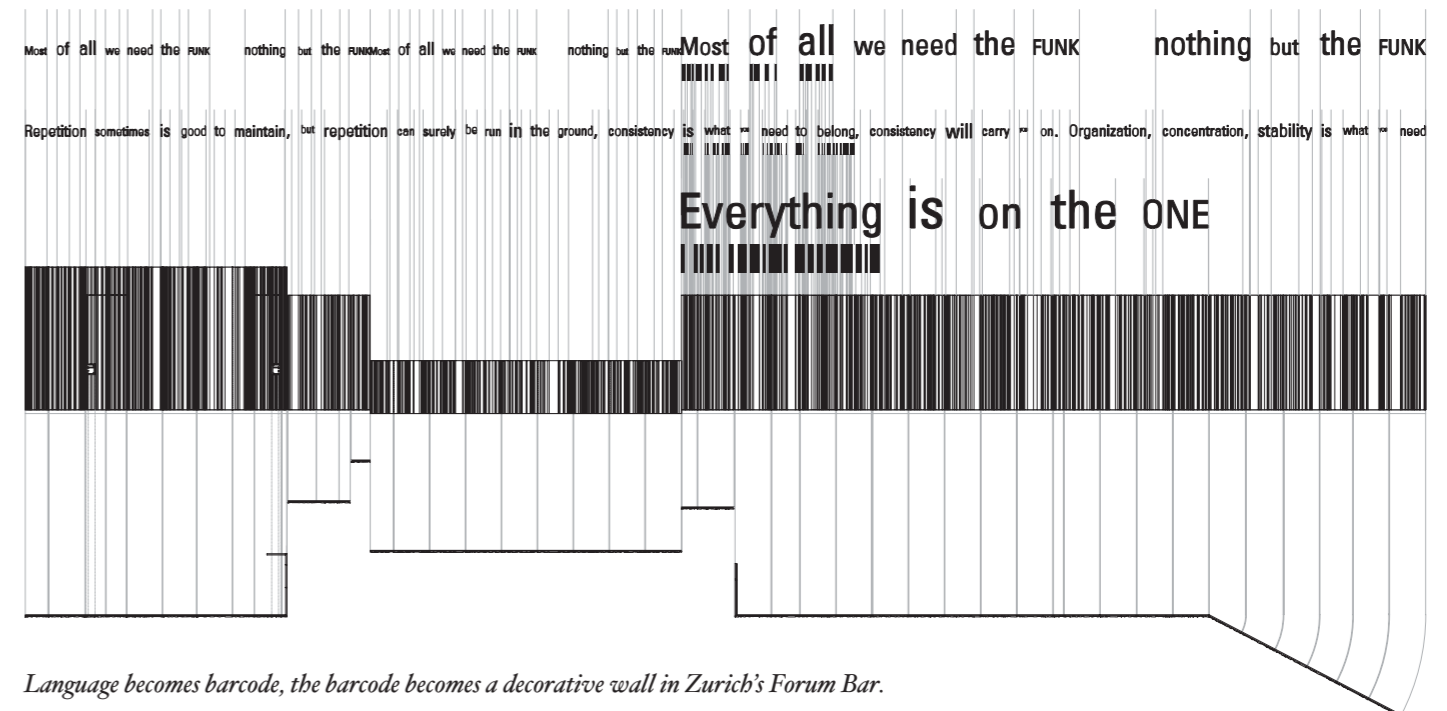 Most of all we need the FUNK nothing but the FUNKMost of all we need the FUNK nothing but the FUNKMost of all we need the FUNK nothing but the FUNK
Repetition sometimes is good to maintain, but repetition can surely be run in the ground, consistency is what you need to belong, consistency will carry you on. Organization, concentration, stability is what you need
Everything is on the ONE
Language becomes barcode, the barcode becomes a decorative wall in Zurich's Forum Bar.